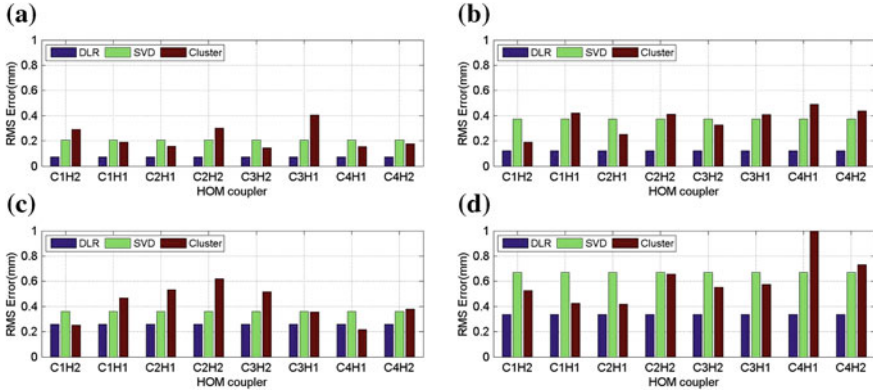 (a)
RMS Error(mm)
1
0.8
0.6
0.4
0.2
0
DLR SVD Cluster
C1H2 C1H1 C2H1 C2H2 C3H2 C3H1 C4H1 C4H2
HOM coupler
(b)
RMS Error(mm)
1
0.8
0.6
0.4
0.2
0
DLR SVD Cluster
C1H2 C1H1 C2H1 C2H2 C3H2 C3H1 C4H1 C4H2
HOM coupler
(c)
RMS Error(mm)
1
0.8
0.6
0.4
0.2
0
DLR SVD Cluster
C1H2 C1H1 C2H1 C2H2 C3H2 C3H1 C4H1 C4H2
HOM coupler
(d)
RMS Error(mm)
1
0.8
0.6
0.4
0.2
0
DLR SVD Cluster
C1H2 C1H1 C2H1 C2H2 C3H2 C3H1 C4H1 C4H2
HOM coupler